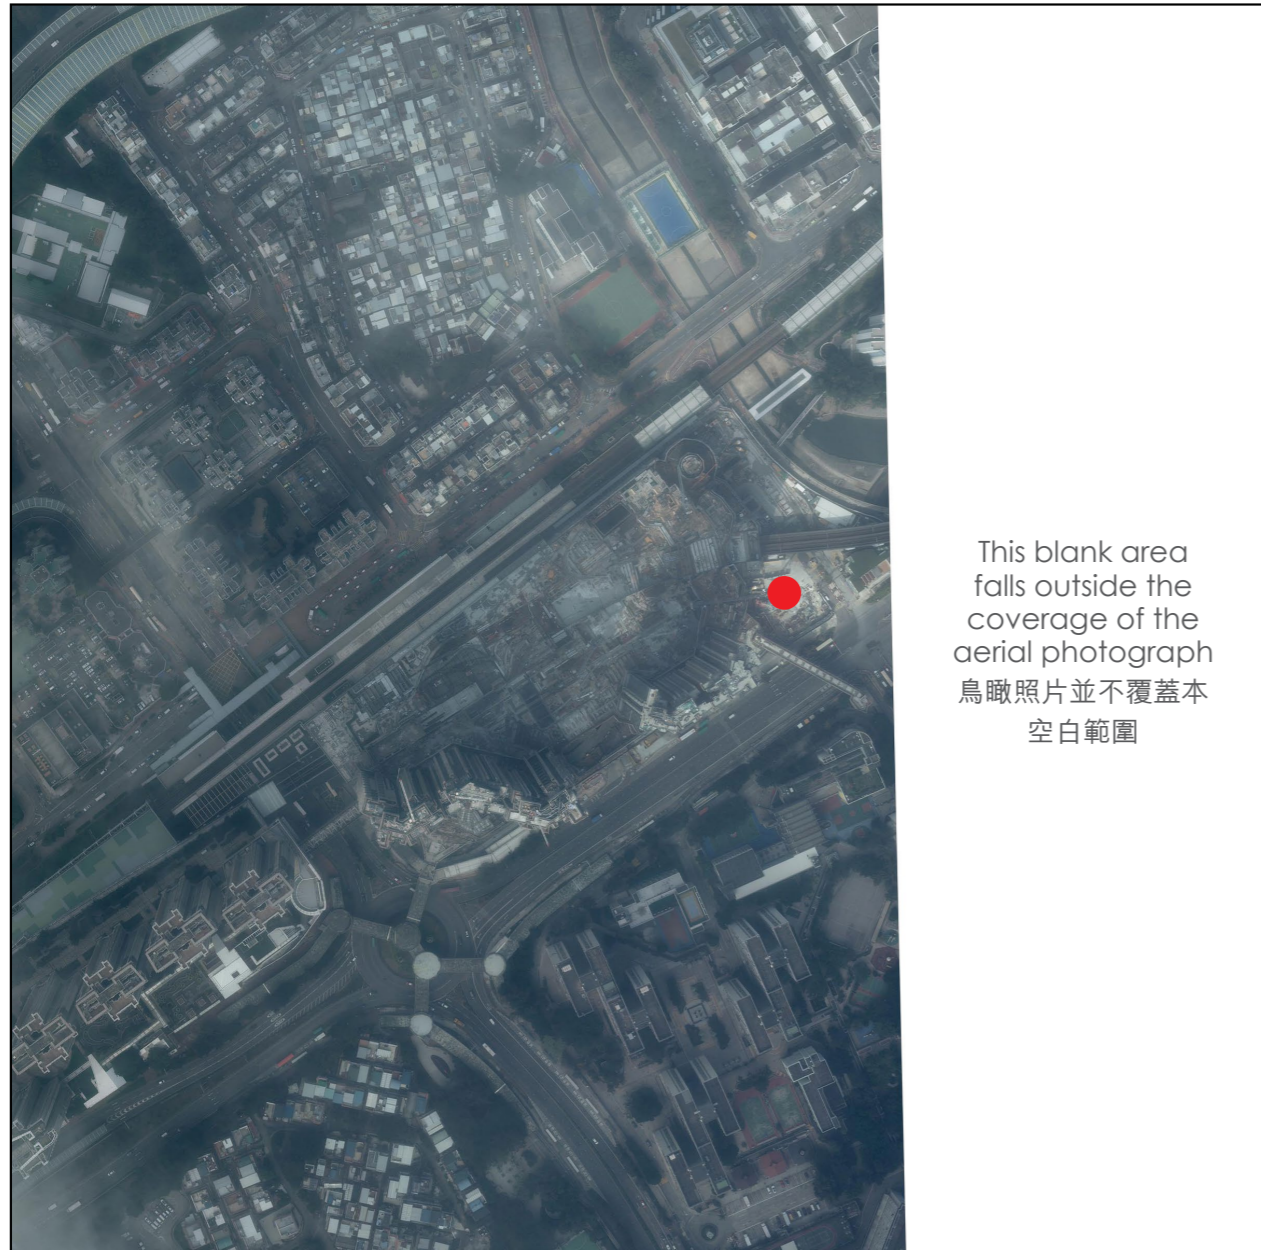 This blank area
falls outside the
coverage of the
aerial photograph
鳥瞰照片並不覆蓋本
空白範圍